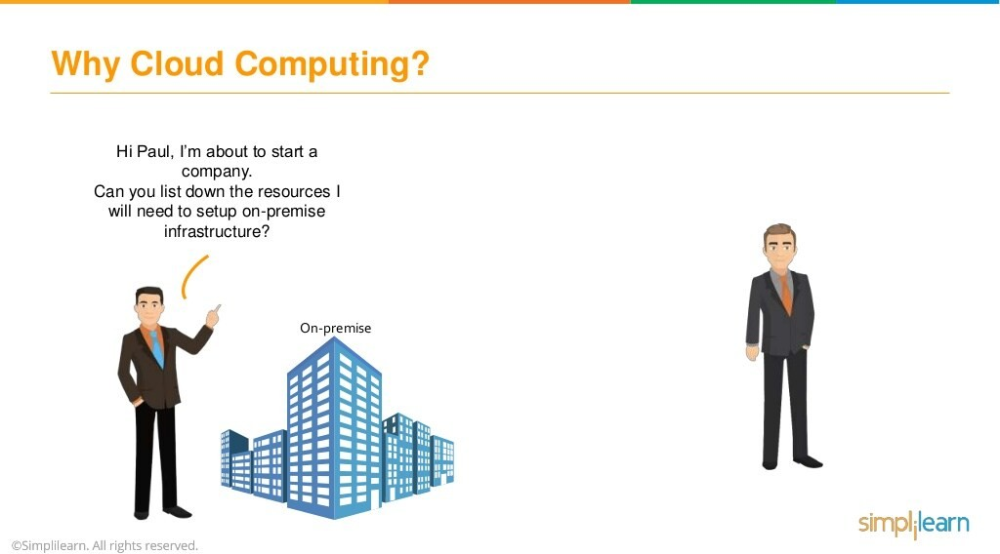 Why Cloud Computing?
Hi Paul, I’m about to start a
company.
Can you list down the resources I
will need to setup on-premise
infrastructure?
On-premise
simplilearn
©Simplilearn. All rights reserved.